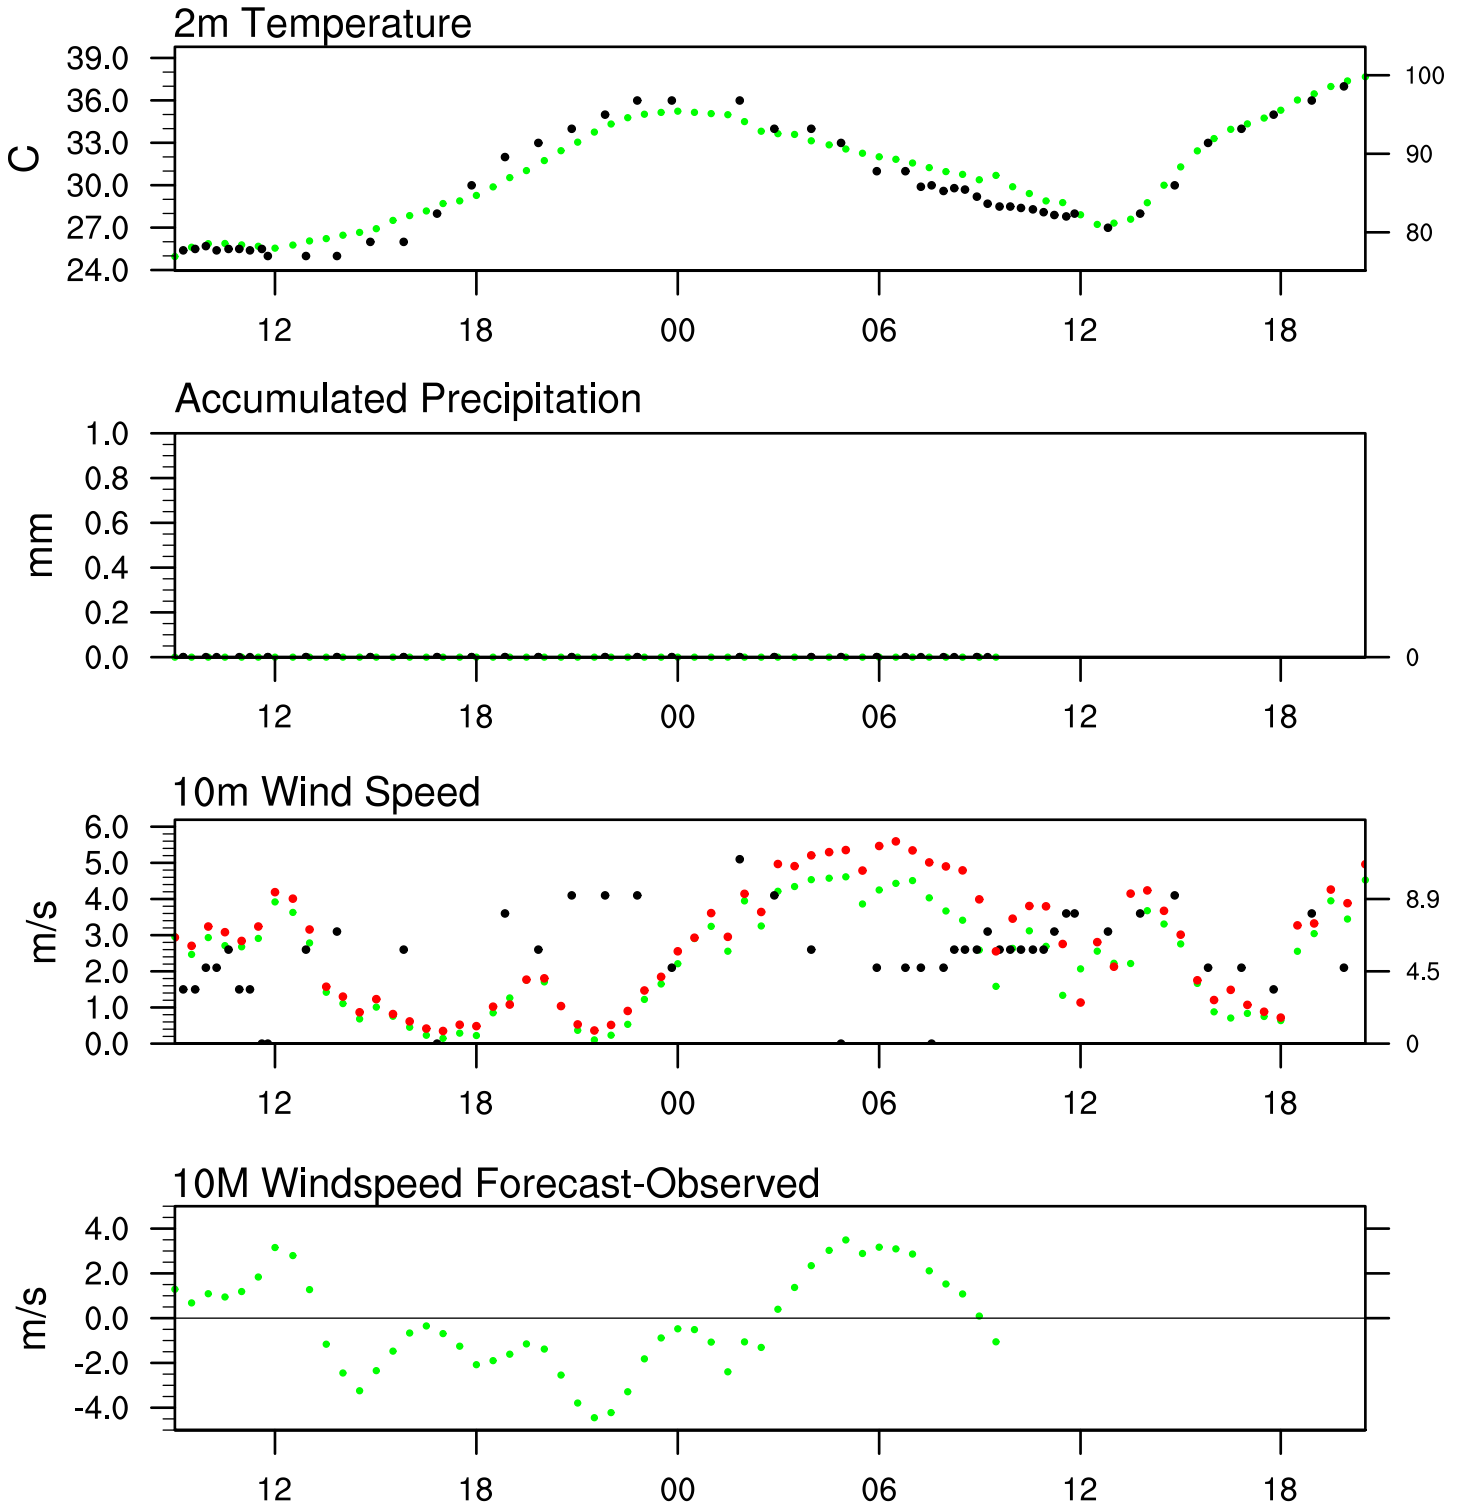 2m Temperature
39.0
36.0
33.0
30.0
27.0
24.0
C
100
90
80
12 18 00 06 12 18
Accumulated Precipitation
1.0
0.8
0.6
0.4
0.2
0.0
mm
0
12 18 00 06 12 18
10m Wind Speed
6.0
5.0
4.0
3.0
2.0
1.0
0.0
m/s
8.9
4.5
0
12 18 00 06 12 18
10M Windspeed Forecast-Observed
4.0
2.0
0.0
-2.0
-4.0
m/s
12 18 00 06 12 18